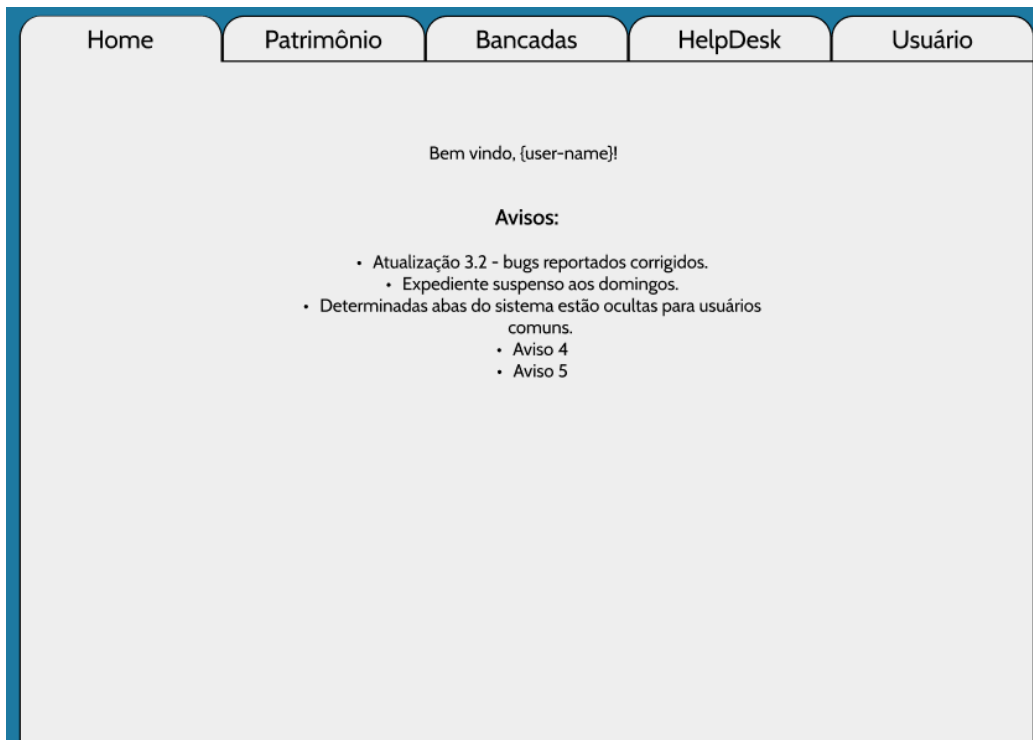 Home Patrimônio Bancadas HelpDesk Usuário
Bem vindo, {user-name}!
Avisos:
• Atualização 3.2 - bugs reportados corrigidos.
• Expediente suspenso aos domingos.
• Determinadas abas do sistema estão ocultas para usuários
comuns.
• Aviso 4
• Aviso 5